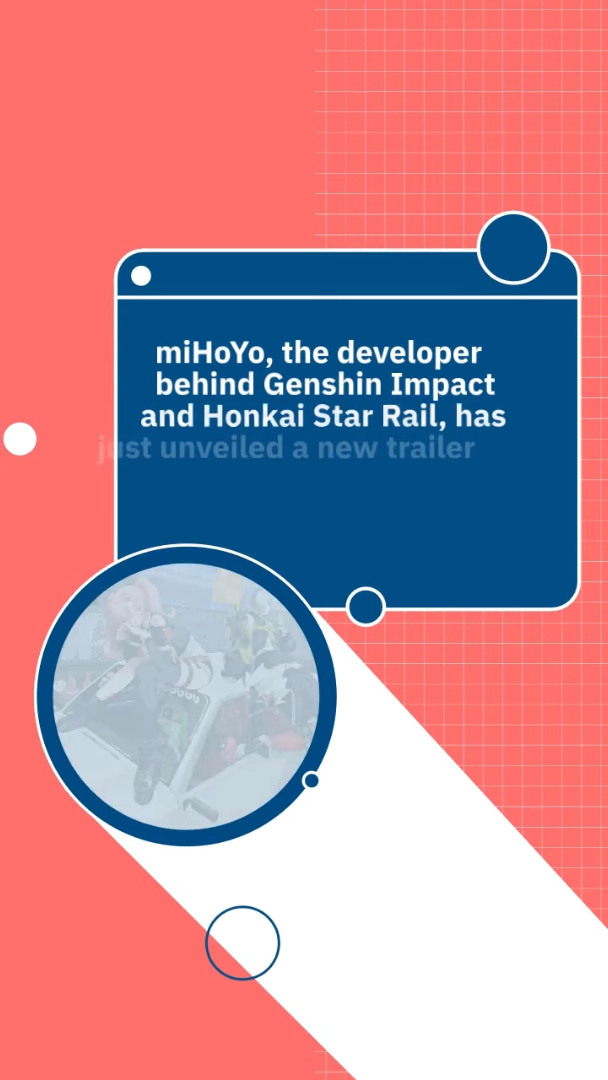 miHoYo, the developer
behind Genshin Impact
and Honkai Star Rail, has
just unveiled a new trailer